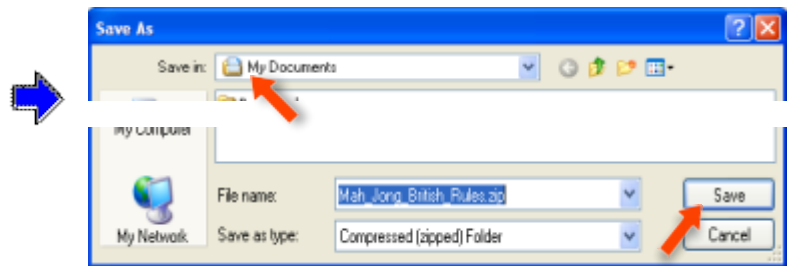 Save As
Save in: My Documents
My Computer
File name: Mah_Jong_British_Rules.zip Save
My Network Save as type: Compressed (zipped) Folder Cancel